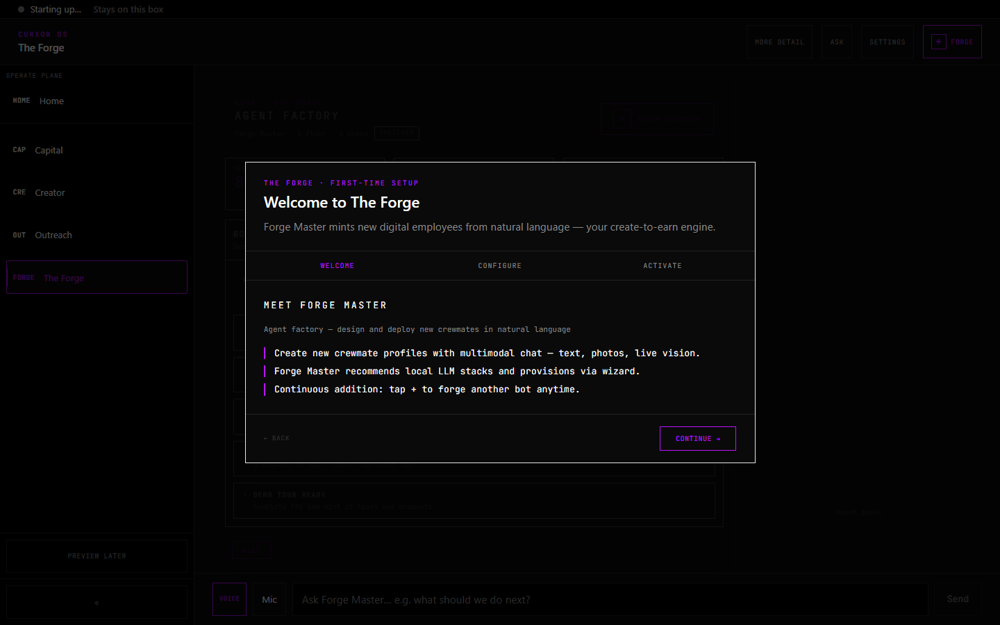 Starting up... Stays on this box
CURXOR OS
The Forge
MORE DETAIL
ASK
SETTINGS
+ FORGE
OPERATE PLANE
HOME Home
CAP Capital
CRE Creator
OUT Outreach
FORGE The Forge
PREVIEW LATER
«
AGENT FACTORY
THE FORGE · FIRST-TIME SETUP
Welcome to The Forge
Forge Master mints new digital employees from natural language — your create-to-earn engine.
WELCOME
CONFIGURE
ACTIVATE
MEET FORGE MASTER
Agent factory — design and deploy new crewmates in natural language
Create new crewmate profiles with multimodal chat — text, photos, live vision.
Forge Master recommends local LLM stacks and provisions via wizard.
Continuous addition: tap + to forge another bot anytime.
← BACK
CONTINUE →
DEMO TOUR READY
VOICE
Mic
Ask Forge Master... e.g. what should we do next?
Send